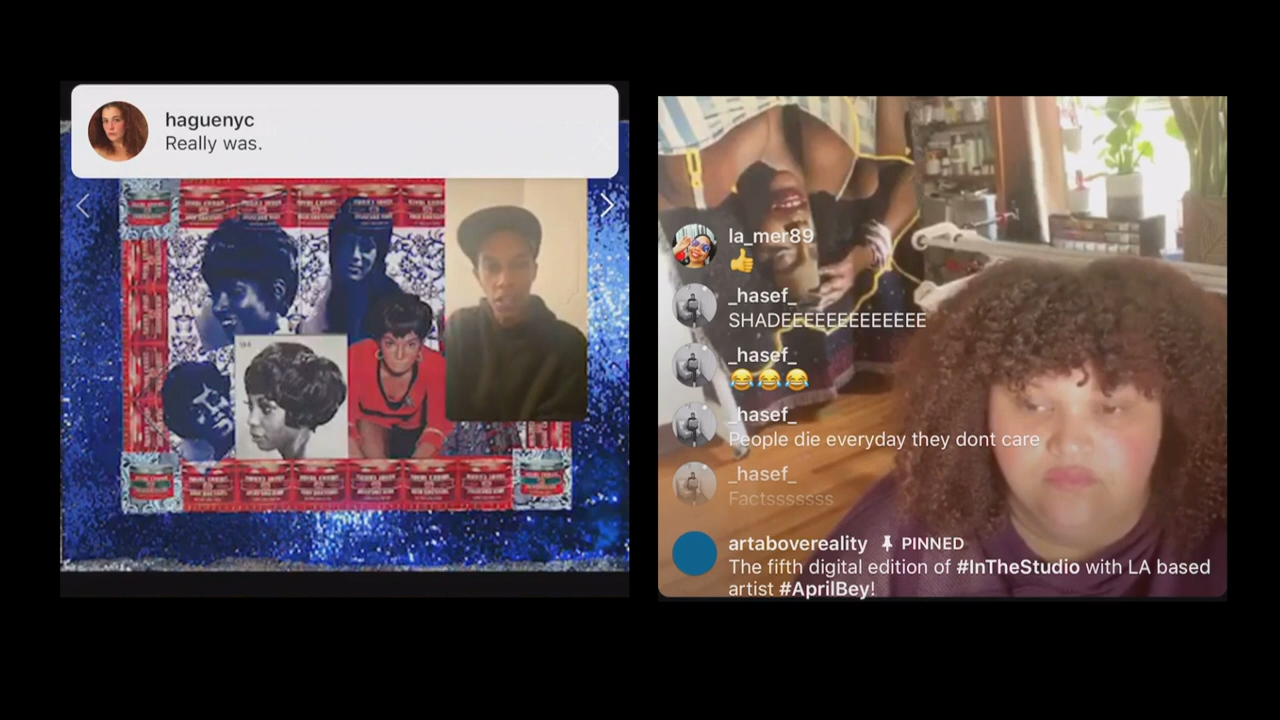 haguenyc
Really was.
la_mer89
👍
_hasef_
SHADEEEEEEEEEEEEE
_hasef_
😂😂😂
_hasef_
People die everyday they dont care
_hasef_
Factsssssss
artabovereality 📌 PINNED
The fifth digital edition of #InTheStudio with LA based
artist #AprilBey!